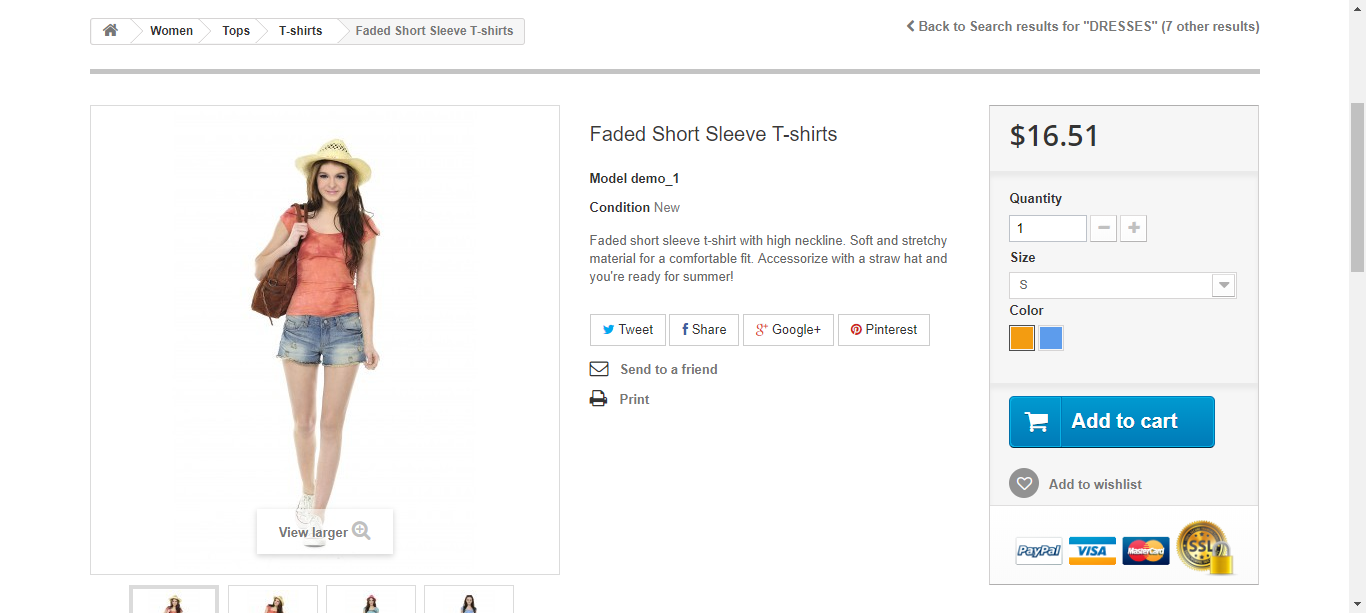 Women
Tops
T-shirts
Faded Short Sleeve T-shirts
Back to Search results for "DRESSES" (7 other results)
View larger
Faded Short Sleeve T-shirts
Model demo_1
Condition New
Faded short sleeve t-shirt with high neckline. Soft and stretchy
material for a comfortable fit. Accessorize with a straw hat and
you're ready for summer!
Tweet
Share
Google+
Pinterest
Send to a friend
Print
$16.51
Quantity
1
Size
S
Color
Add to cart
Add to wishlist
PayPal
VISA
MasterCard
SSL